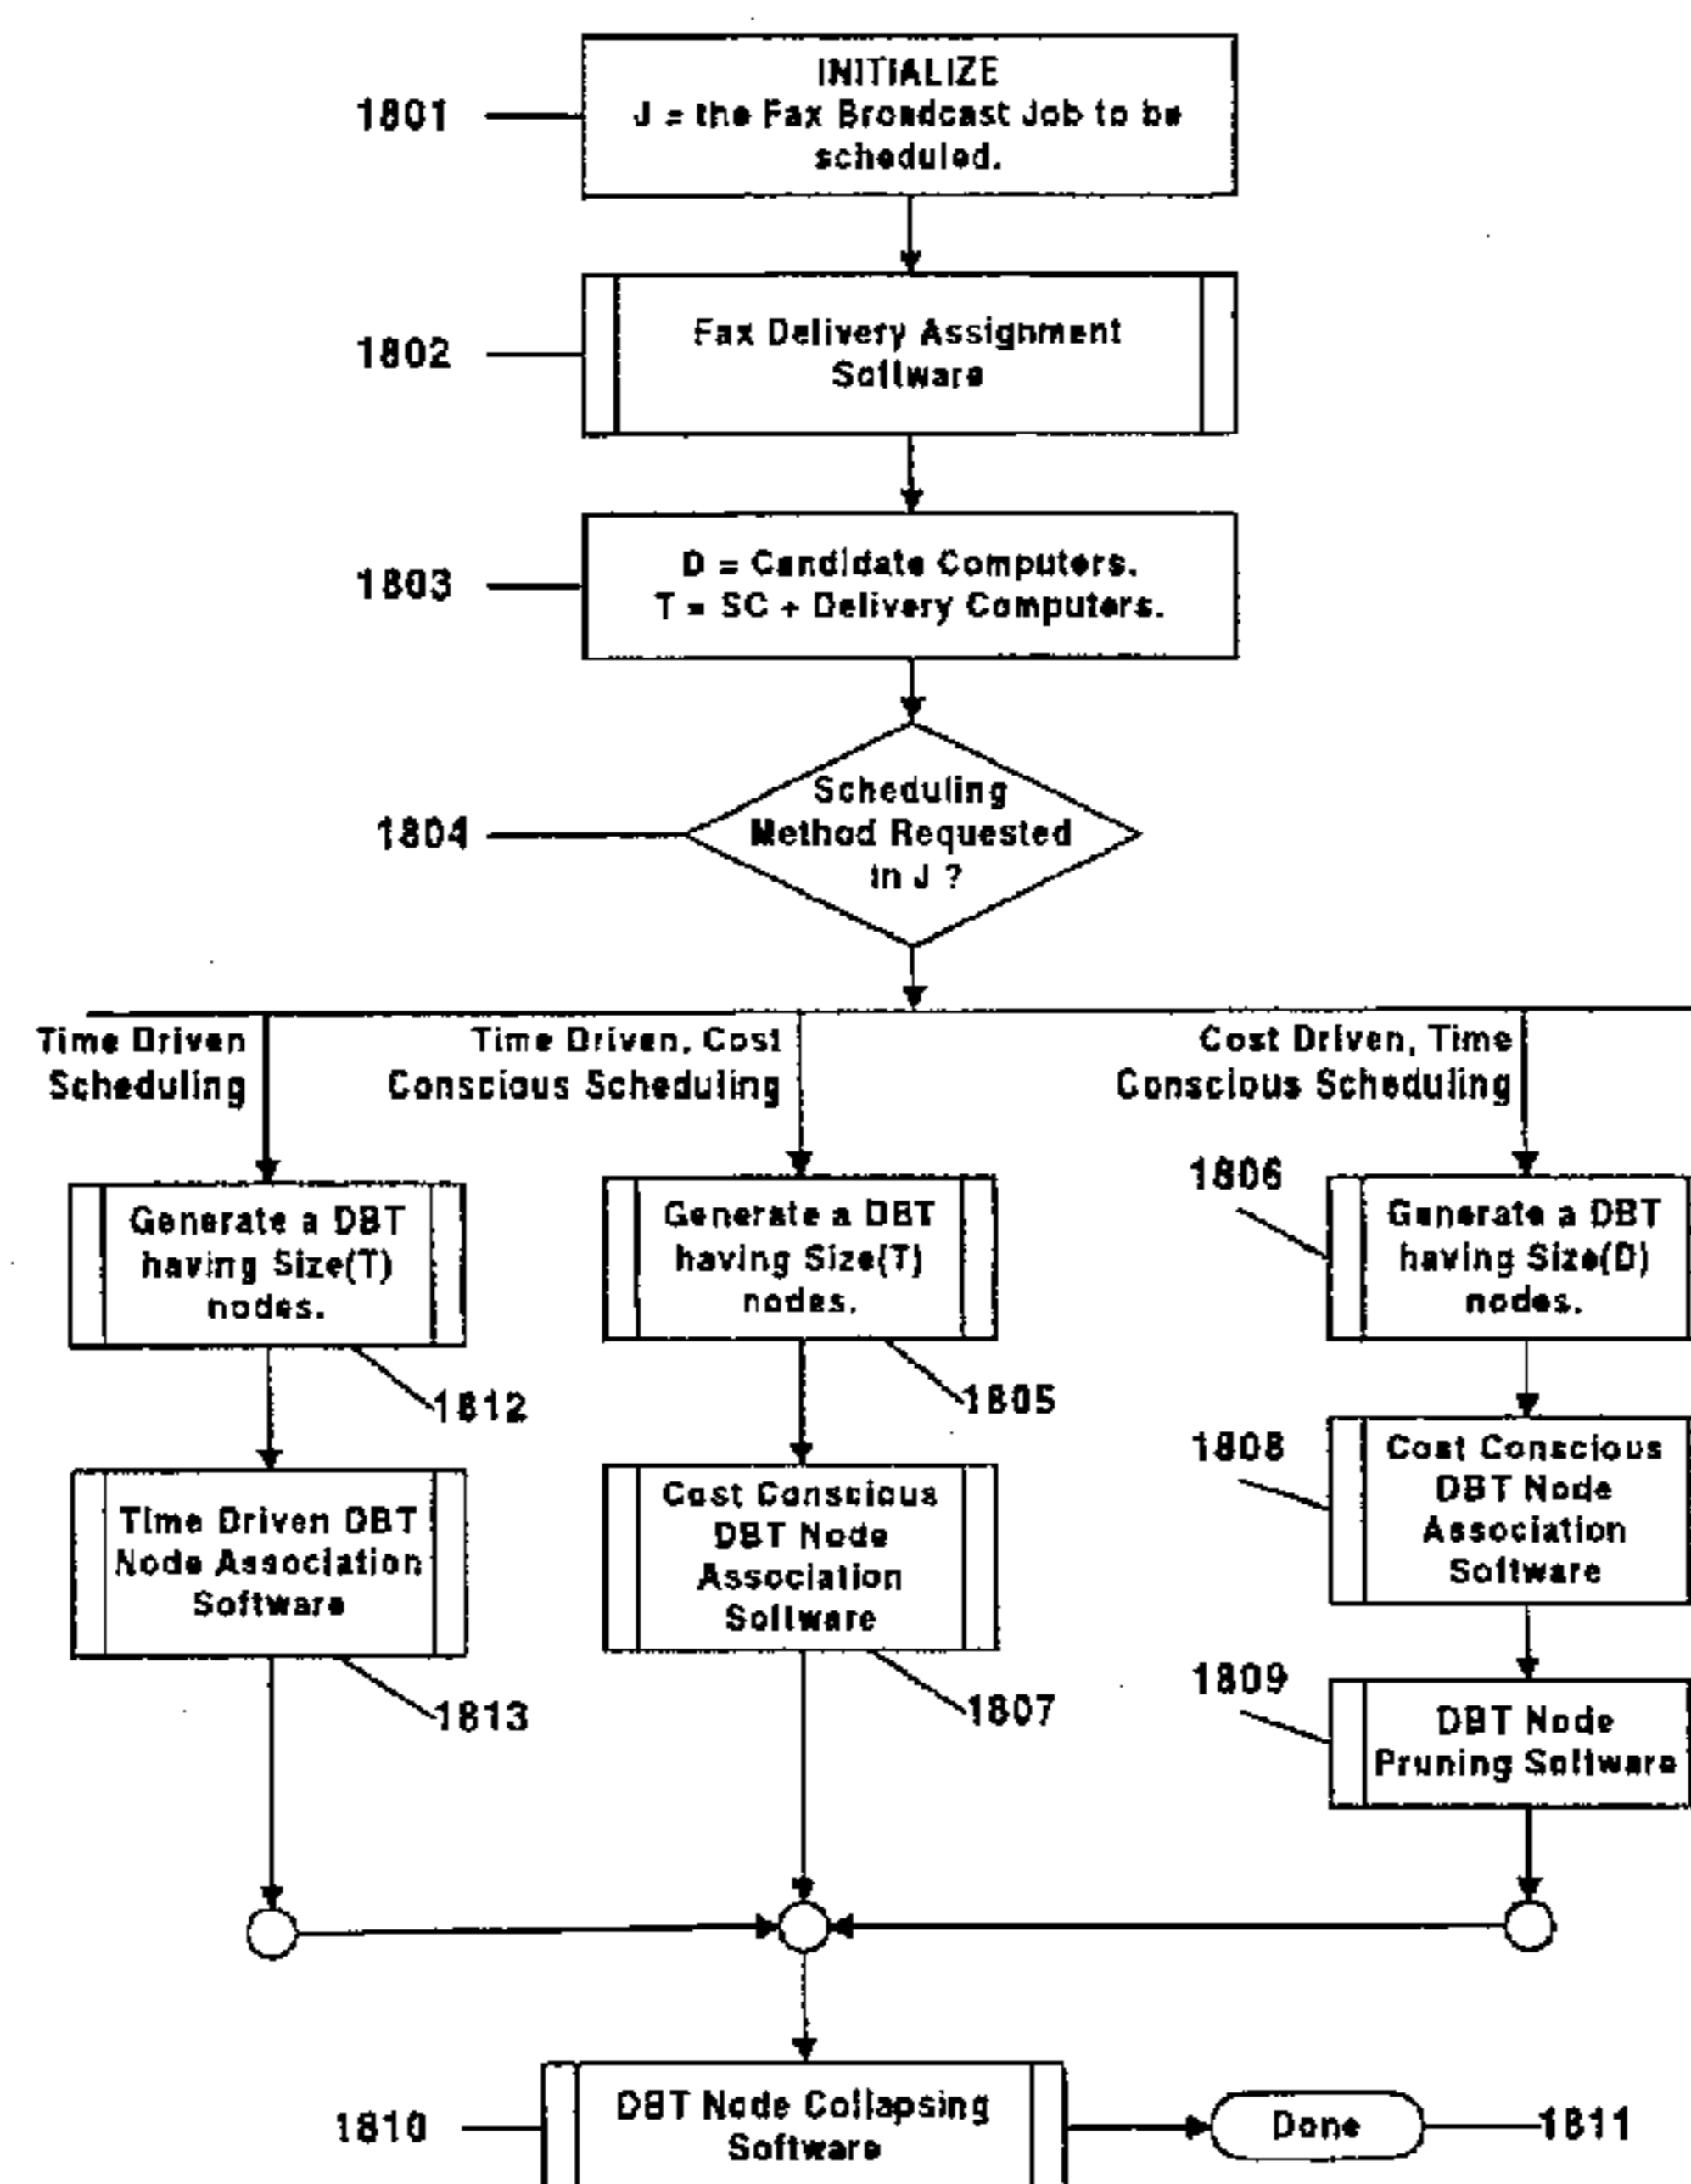 INITIALIZE
J = the Fax Broadcast Job to be
scheduled.
1801
Fax Delivery Assignment
Software
1802
D = Candidate Computers.
T = SC + Delivery Computers.
1803
Scheduling
Method Requested
in J ?
1804
Time Driven
Scheduling
Time Driven, Cost
Conscious Scheduling
Cost Driven, Time
Conscious Scheduling
Generate a DBT
having Size(T)
nodes.
1812
Generate a DBT
having Size(T)
nodes.
1805
1806
Generate a DBT
having Size(D)
nodes.
Time Driven DBT
Node Association
Software
1813
Cost Conscious
DBT Node
Association
Software
1807
1808
Cost Conscious
DBT Node
Association
Software
1809
DBT Node
Pruning Software
1810
DBT Node Collapsing
Software
Done
1811